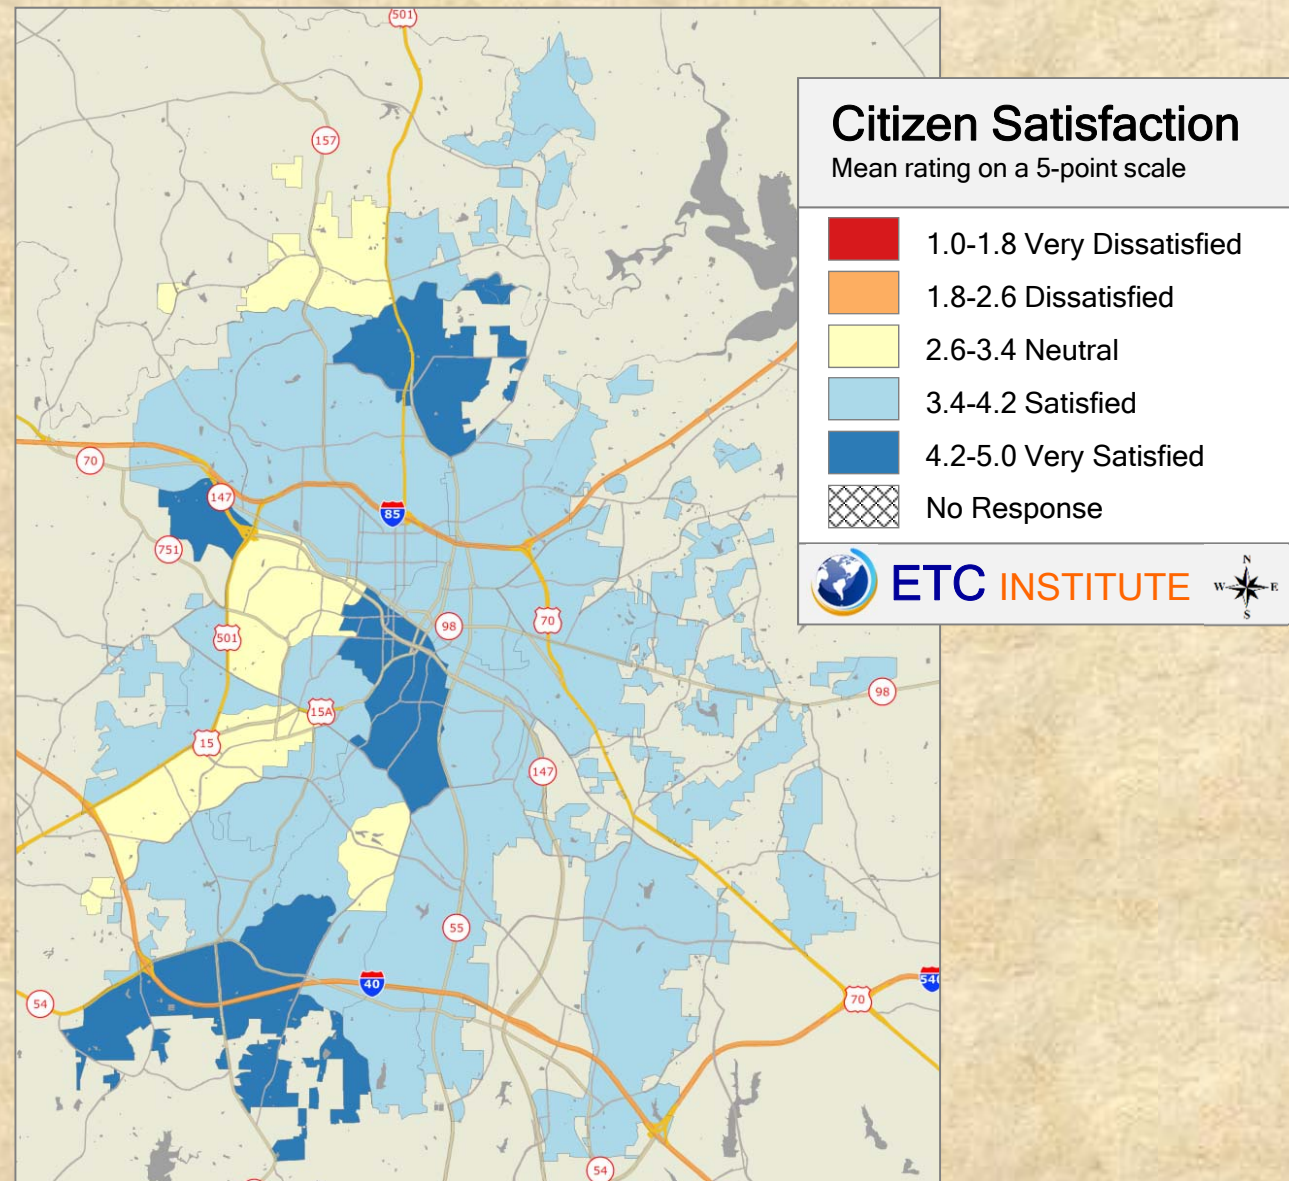 501
157
Citizen Satisfaction
Mean rating on a 5-point scale
1.0-1.8 Very Dissatisfied
1.8-2.6 Dissatisfied
2.6-3.4 Neutral
3.4-4.2 Satisfied
4.2-5.0 Very Satisfied
No Response
ETC INSTITUTE
N
W
E
S
70
147
85
751
501
98
70
15A
15
98
147
55
40
54
70
540
54